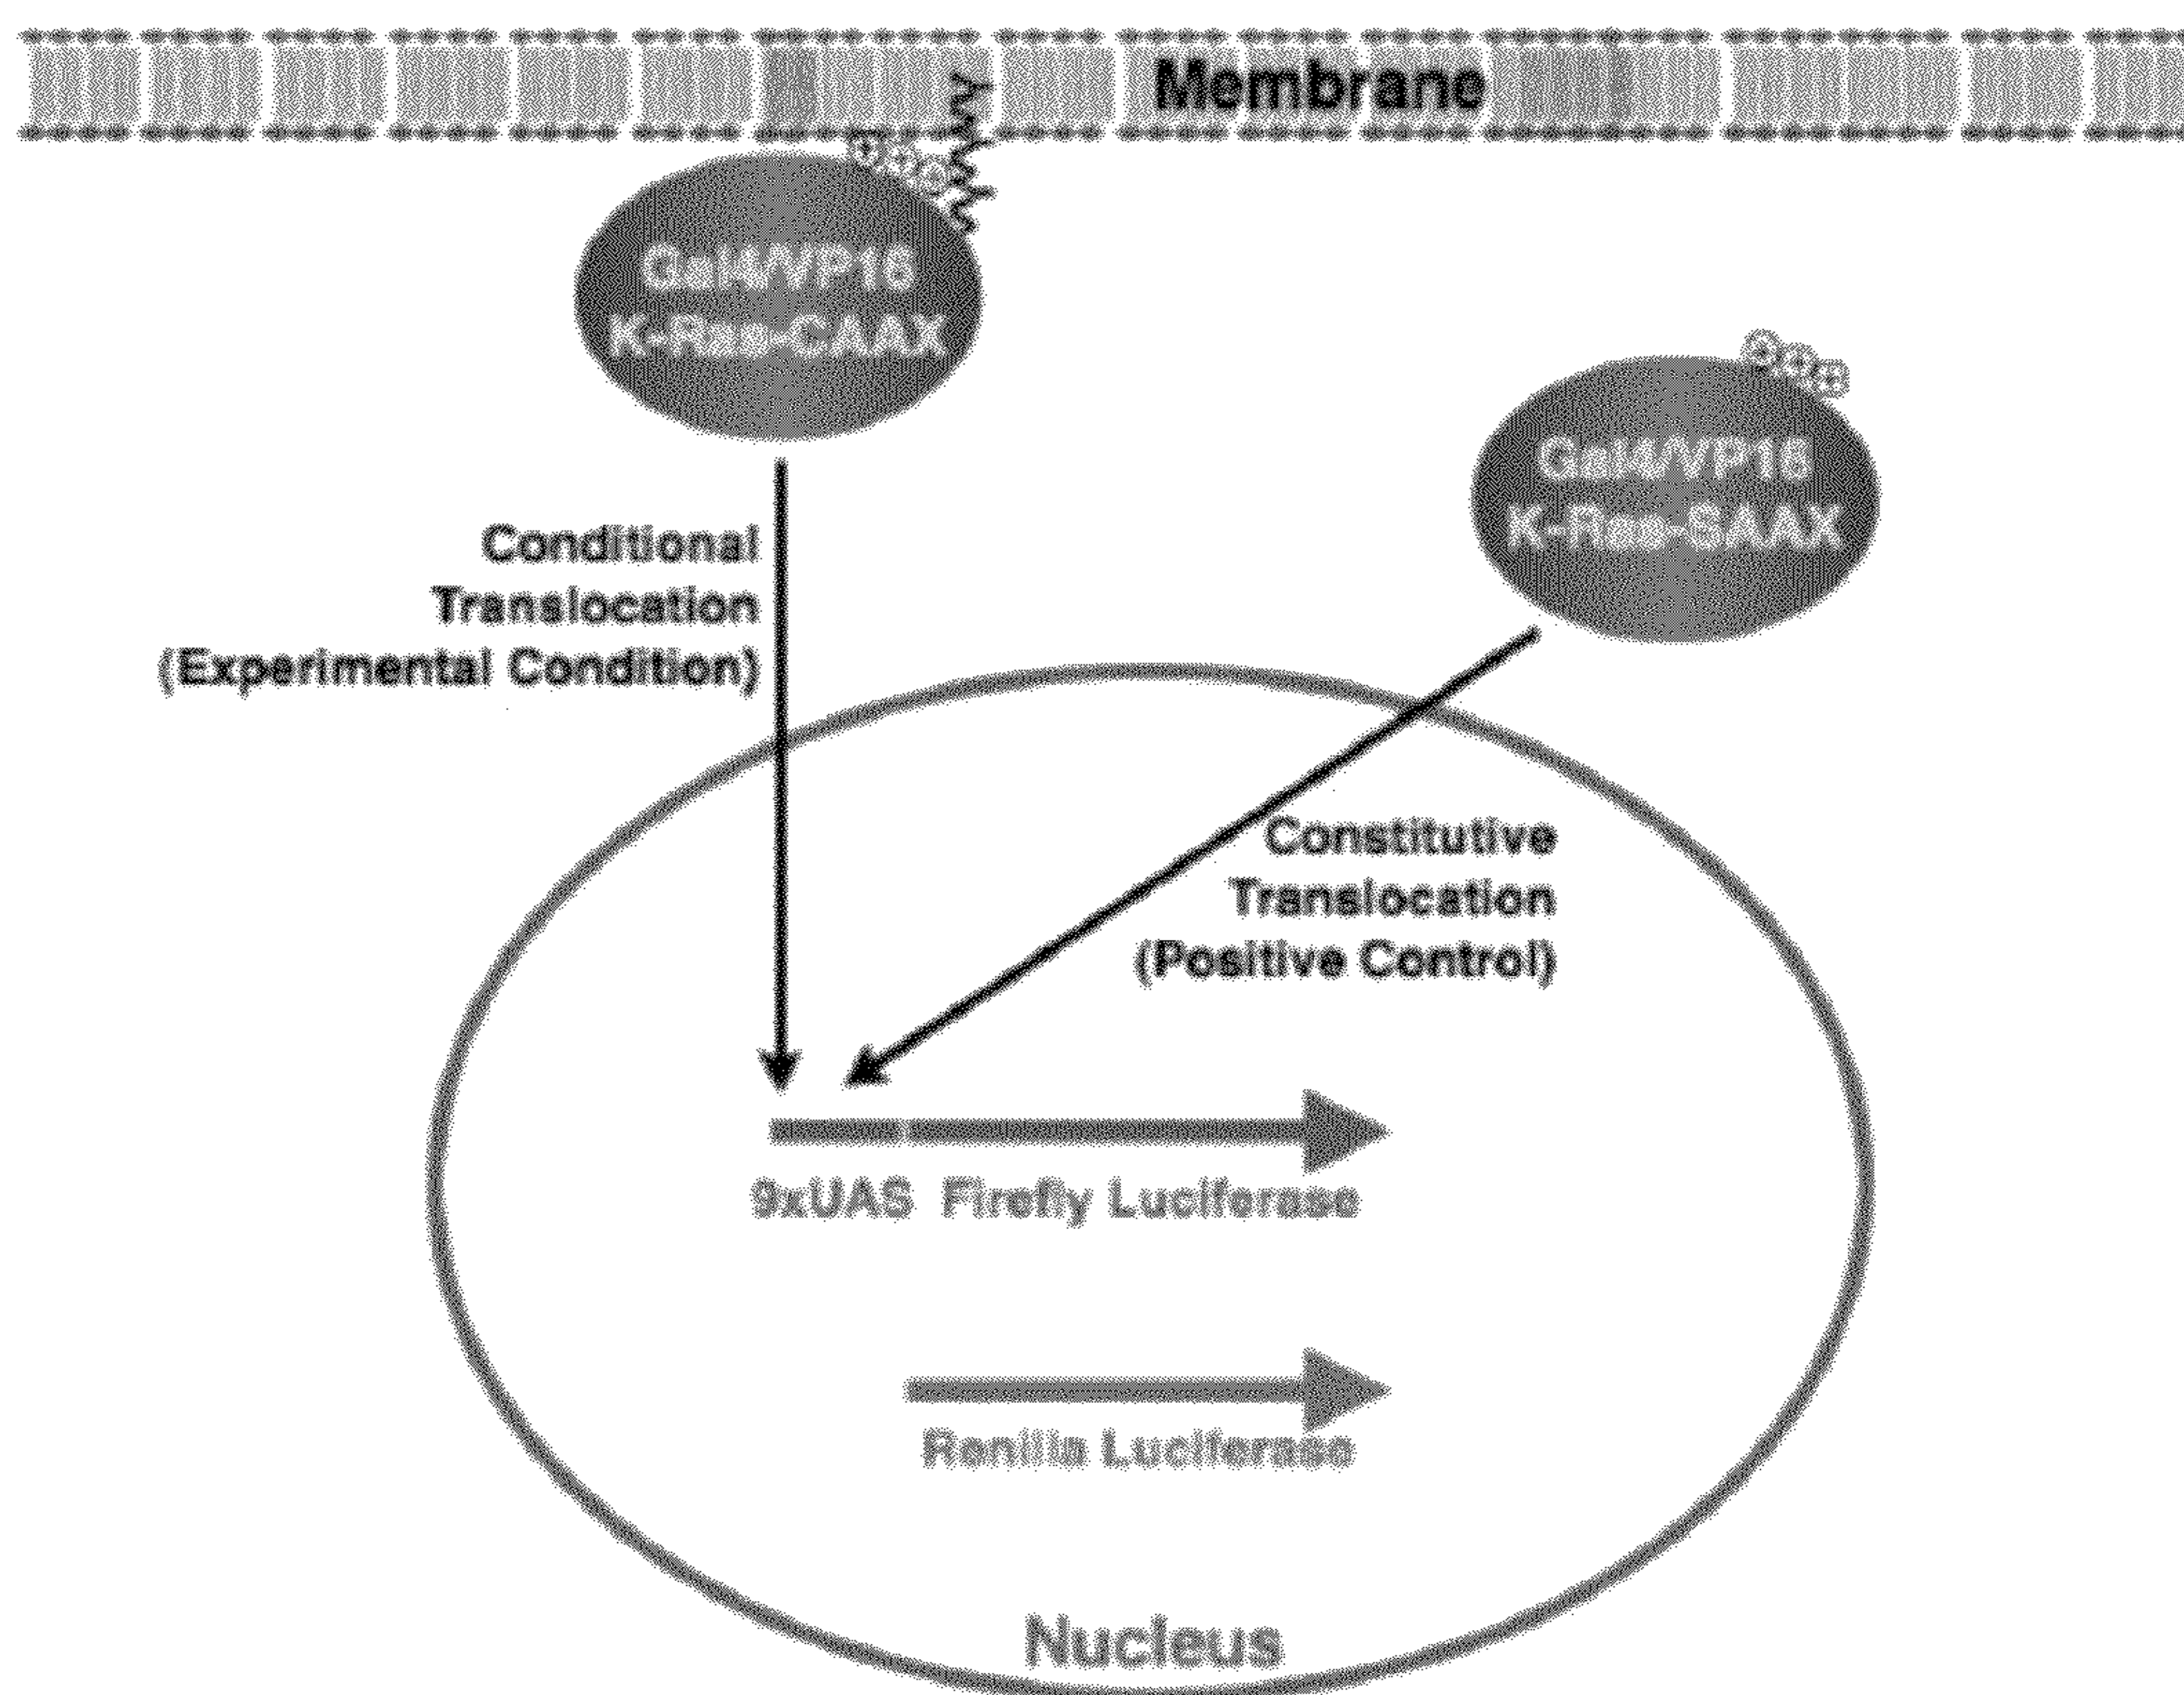 Membrane
Gal4/VP16
K-Ras-CAAX
Gal4/VP16
K-Ras-SAAX
Conditional
Translocation
(Experimental Condition)
Constitutive
Translocation
(Positive Control)
9xUAS Firefly Luciferase
Renilla Luciferase
Nucleus